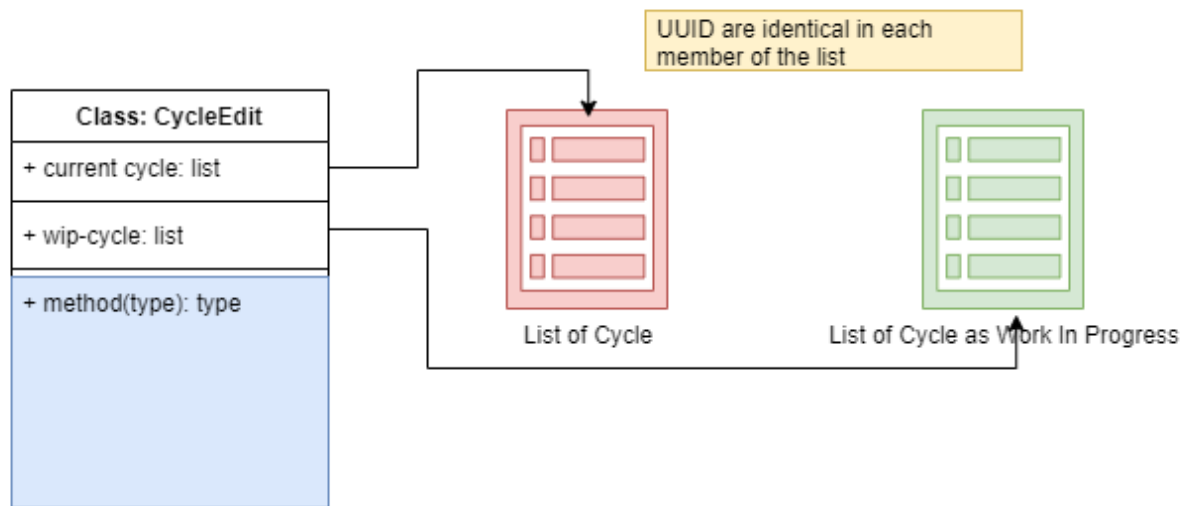 UUID are identical in each
member of the list
Class: CycleEdit
+ current cycle: list
+ wip-cycle: list
+ method(type): type
List of Cycle
List of Cycle as Work In Progress